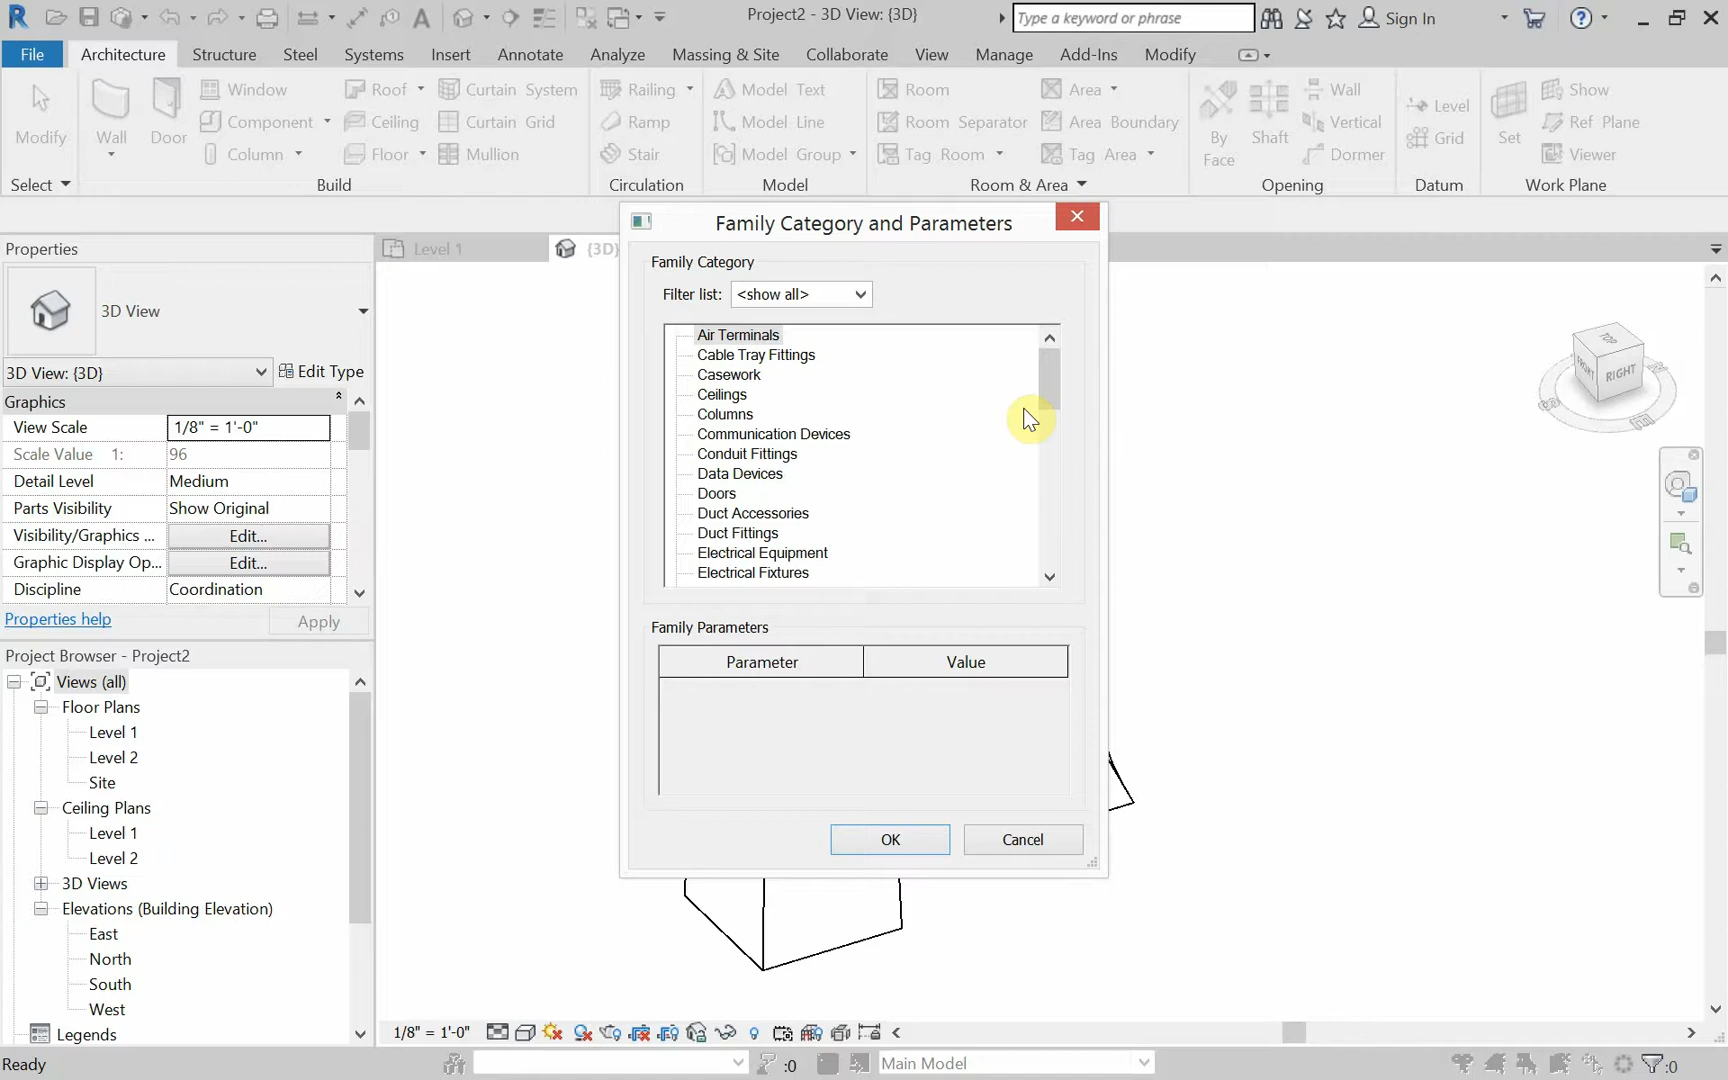 Project2 - 3D View: {3D}
Type a keyword or phrase
Sign In
File Architecture Structure Steel Systems Insert Annotate Analyze Massing & Site Collaborate View Manage Add-Ins Modify
Modify
Select
Wall
Door
Window
Component
Column
Roof
Ceiling
Floor
Curtain System
Curtain Grid
Mullion
Build
Railing
Ramp
Stair
Circulation
Model Text
Model Line
Model Group
Model
Room
Room Separator
Tag Room
Area
Area Boundary
Tag Area
Room & Area
By
Face
Shaft
Wall
Vertical
Dormer
Opening
Level
Grid
Datum
Set
Show
Ref Plane
Viewer
Work Plane
Properties
3D View
3D View: {3D}
Edit Type
Graphics
View Scale 1/8" = 1'-0"
Scale Value 1: 96
Detail Level Medium
Parts Visibility Show Original
Visibility/Graphics ... Edit...
Graphic Display Op... Edit...
Discipline Coordination
Properties help
Apply
Project Browser - Project2
Views (all)
Floor Plans
Level 1
Level 2
Site
Ceiling Plans
Level 1
Level 2
3D Views
Elevations (Building Elevation)
East
North
South
West
Legends
Level 1
{3D}
Family Category and Parameters
Family Category
Filter list: <show all>
Air Terminals
Cable Tray Fittings
Casework
Ceilings
Columns
Communication Devices
Conduit Fittings
Data Devices
Doors
Duct Accessories
Duct Fittings
Electrical Equipment
Electrical Fixtures
Family Parameters
Parameter Value
OK
Cancel
TOP
FRONT
RIGHT
1/8" = 1'-0"
Ready
:0
Main Model
:0